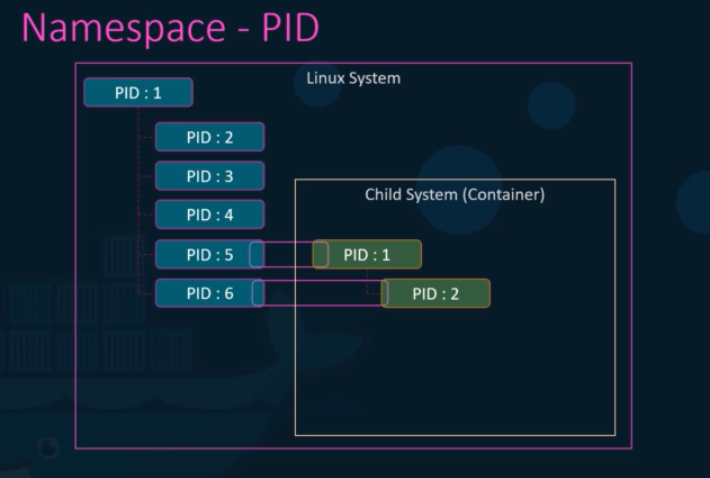 Namespace - PID
Linux System
PID : 1
PID : 2
PID : 3
PID : 4
Child System (Container)
PID : 5
PID : 1
PID : 6
PID : 2